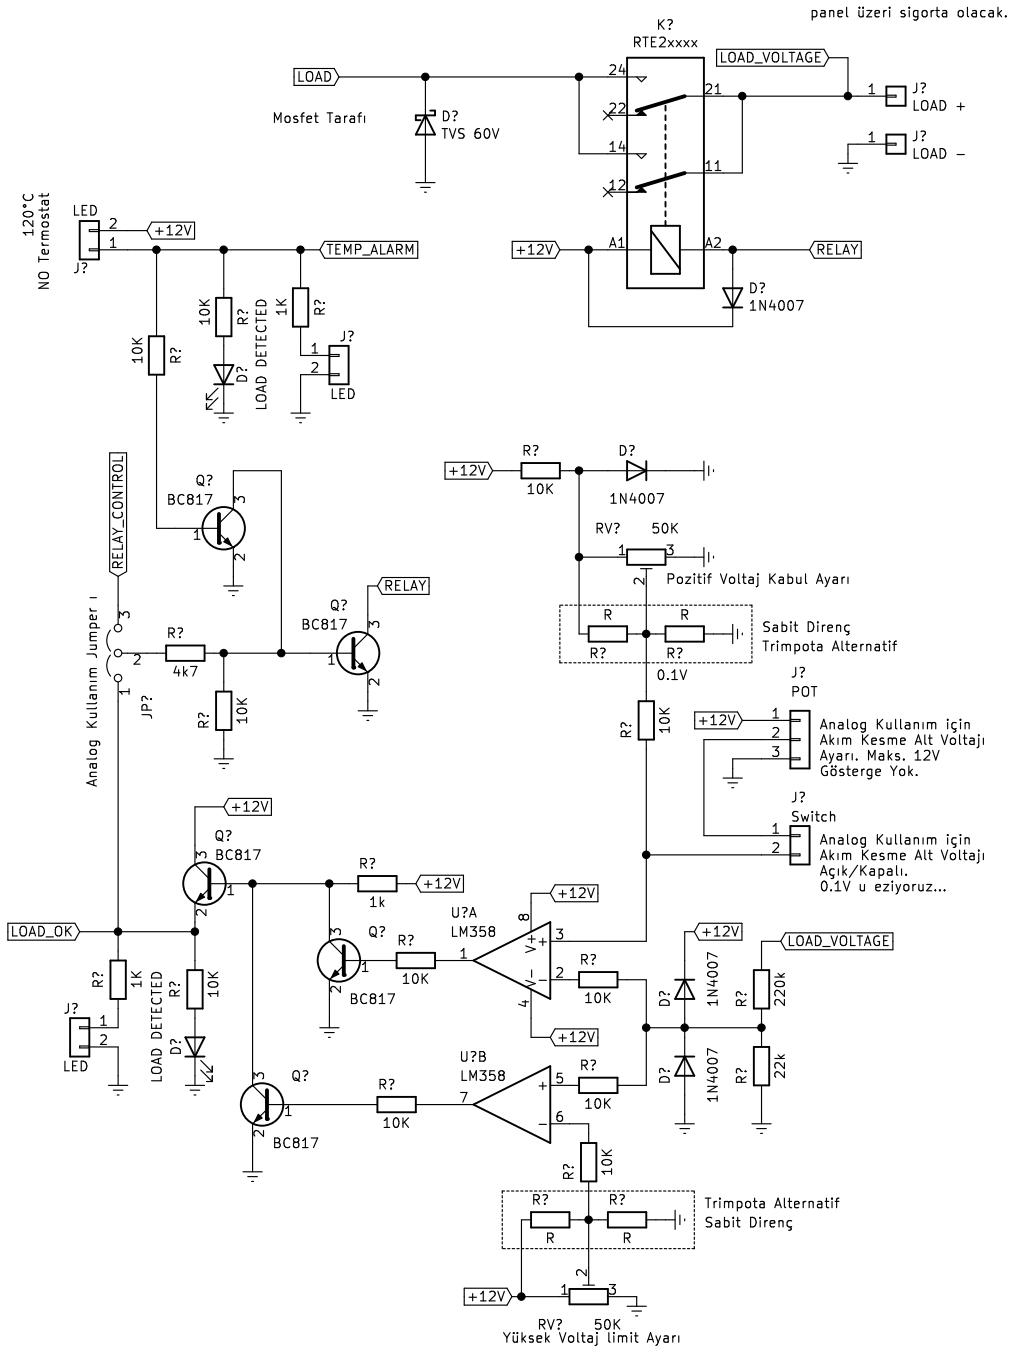 panel üzeri sigorta olacak.
K?
RTE2xxxx
LOAD
24
21
LOAD_VOLTAGE
1
J?
LOAD +
Mosfet Tarafı
D?
TVS 60V
22
14
1
J?
LOAD -
12
11
120°C
NO Termostat
LED
2
1
J?
+12V
TEMP_ALARM
+12V
A1
A2
RELAY
D?
1N4007
10K
R?
10K
R?
D?
LOAD DETECTED
1K
R?
J?
1
2
LED
RELAY_CONTROL
Q?
BC817
3
1
2
+12V
R?
10K
D?
1N4007
RV?
50K
1
3
2
Pozitif Voltaj Kabul Ayarı
RELAY
Q?
BC817
3
1
2
R
R
R?
R?
0.1V
Sabit Direnç
Trimpota Alternatif
Analog Kullanım Jumper ı
3
2
1
JP?
R?
4k7
R?
10K
R?
10K
J?
POT
+12V
1
2
3
Analog Kullanım için
Akım Kesme Alt Voltajı
Ayarı. Maks. 12V
Gösterge Yok.
J?
Switch
1
2
Analog Kullanım için
Akım Kesme Alt Voltajı
Açık/Kapalı.
0.1V u eziyoruz...
+12V
Q?
BC817
3
1
2
R?
1k
+12V
LOAD_OK
Q?
BC817
3
1
2
R?
10K
U?A
LM358
+12V
8
V+
+
3
1
-
2
V-
4
+12V
R?
10K
+12V
D?
1N4007
LOAD_VOLTAGE
R?
220k
R?
1K
J?
1
2
LED
LOAD DETECTED
R?
10K
D?
Q?
BC817
3
1
2
R?
10K
U?B
LM358
7
+
5
-
6
R?
10K
D?
1N4007
R?
22k
R?
10K
R?
R?
R
R
Trimpota Alternatif
Sabit Direnç
+12V
2
1
3
RV?
50K
Yüksek Voltaj limit Ayarı